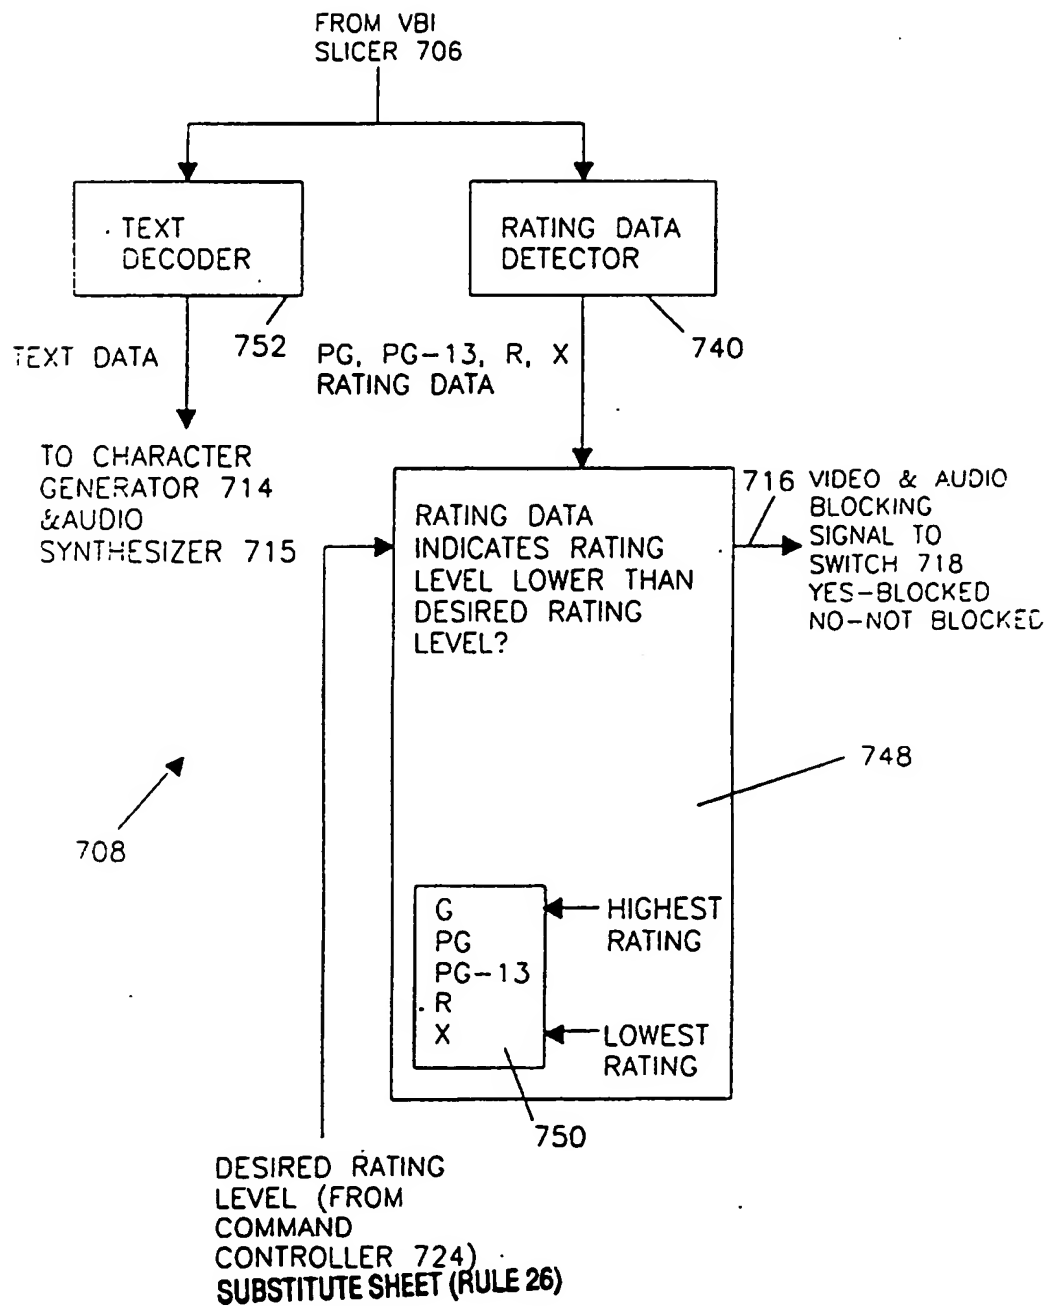 FROM VBI
SLICER 706
TEXT
DECODER
RATING DATA
DETECTOR
752
740
TEXT DATA
PG, PG-13, R, X
RATING DATA
TO CHARACTER
GENERATOR 714
&AUDIO
SYNTHESIZER 715
RATING DATA
INDICATES RATING
LEVEL LOWER THAN
DESIRED RATING
LEVEL?
716
VIDEO & AUDIO
BLOCKING
SIGNAL TO
SWITCH 718
YES-BLOCKED
NO-NOT BLOCKED
748
708
G
PG
PG-13
R
X
HIGHEST
RATING
LOWEST
RATING
750
DESIRED RATING
LEVEL (FROM
COMMAND
CONTROLLER 724)
SUBSTITUTE SHEET (RULE 26)